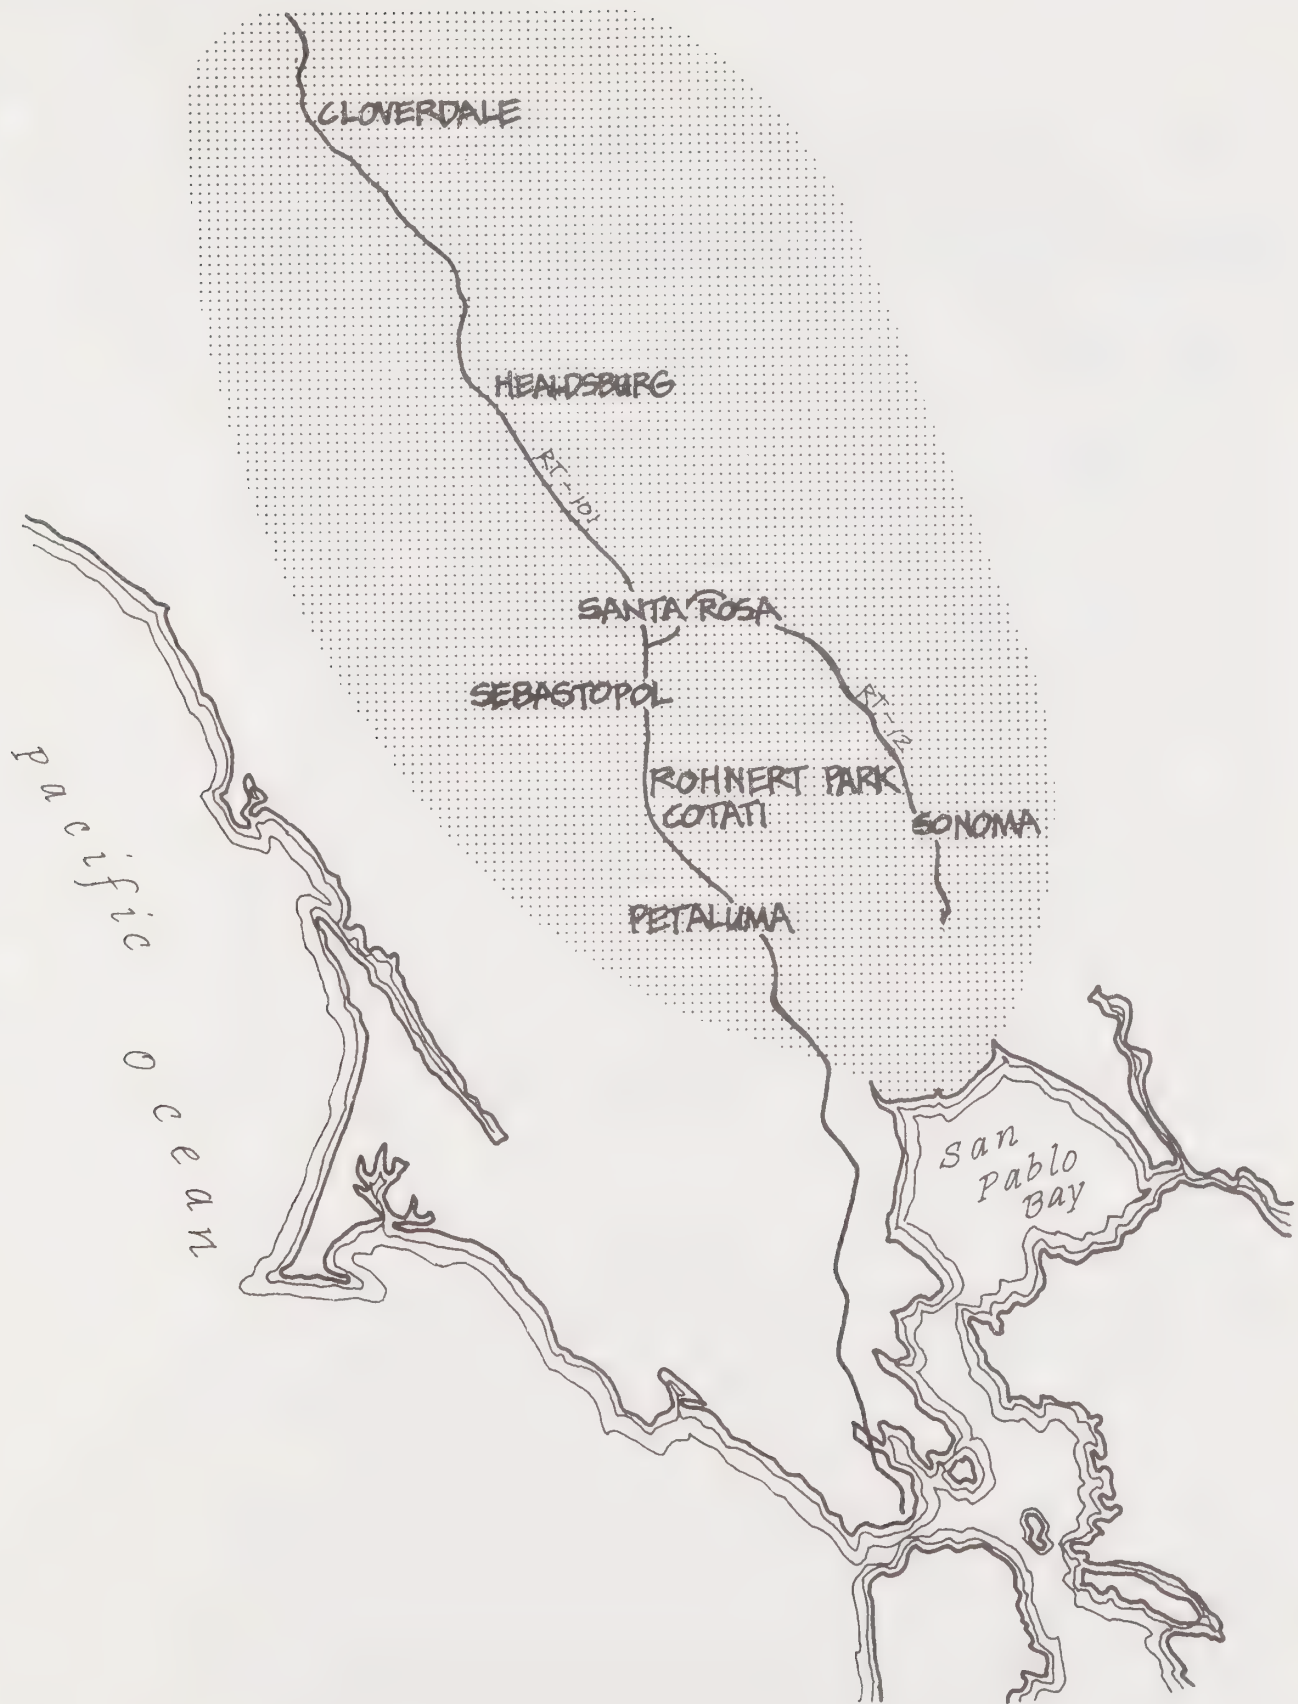 CLOVERDALE
HEALDSBURG
RT-101
SANTA ROSA
SEBASTOPOL
RT-12
ROHNERT PARK
COTATI
SONOMA
PETALUMA
Pacific Ocean
San
Pablo
Bay